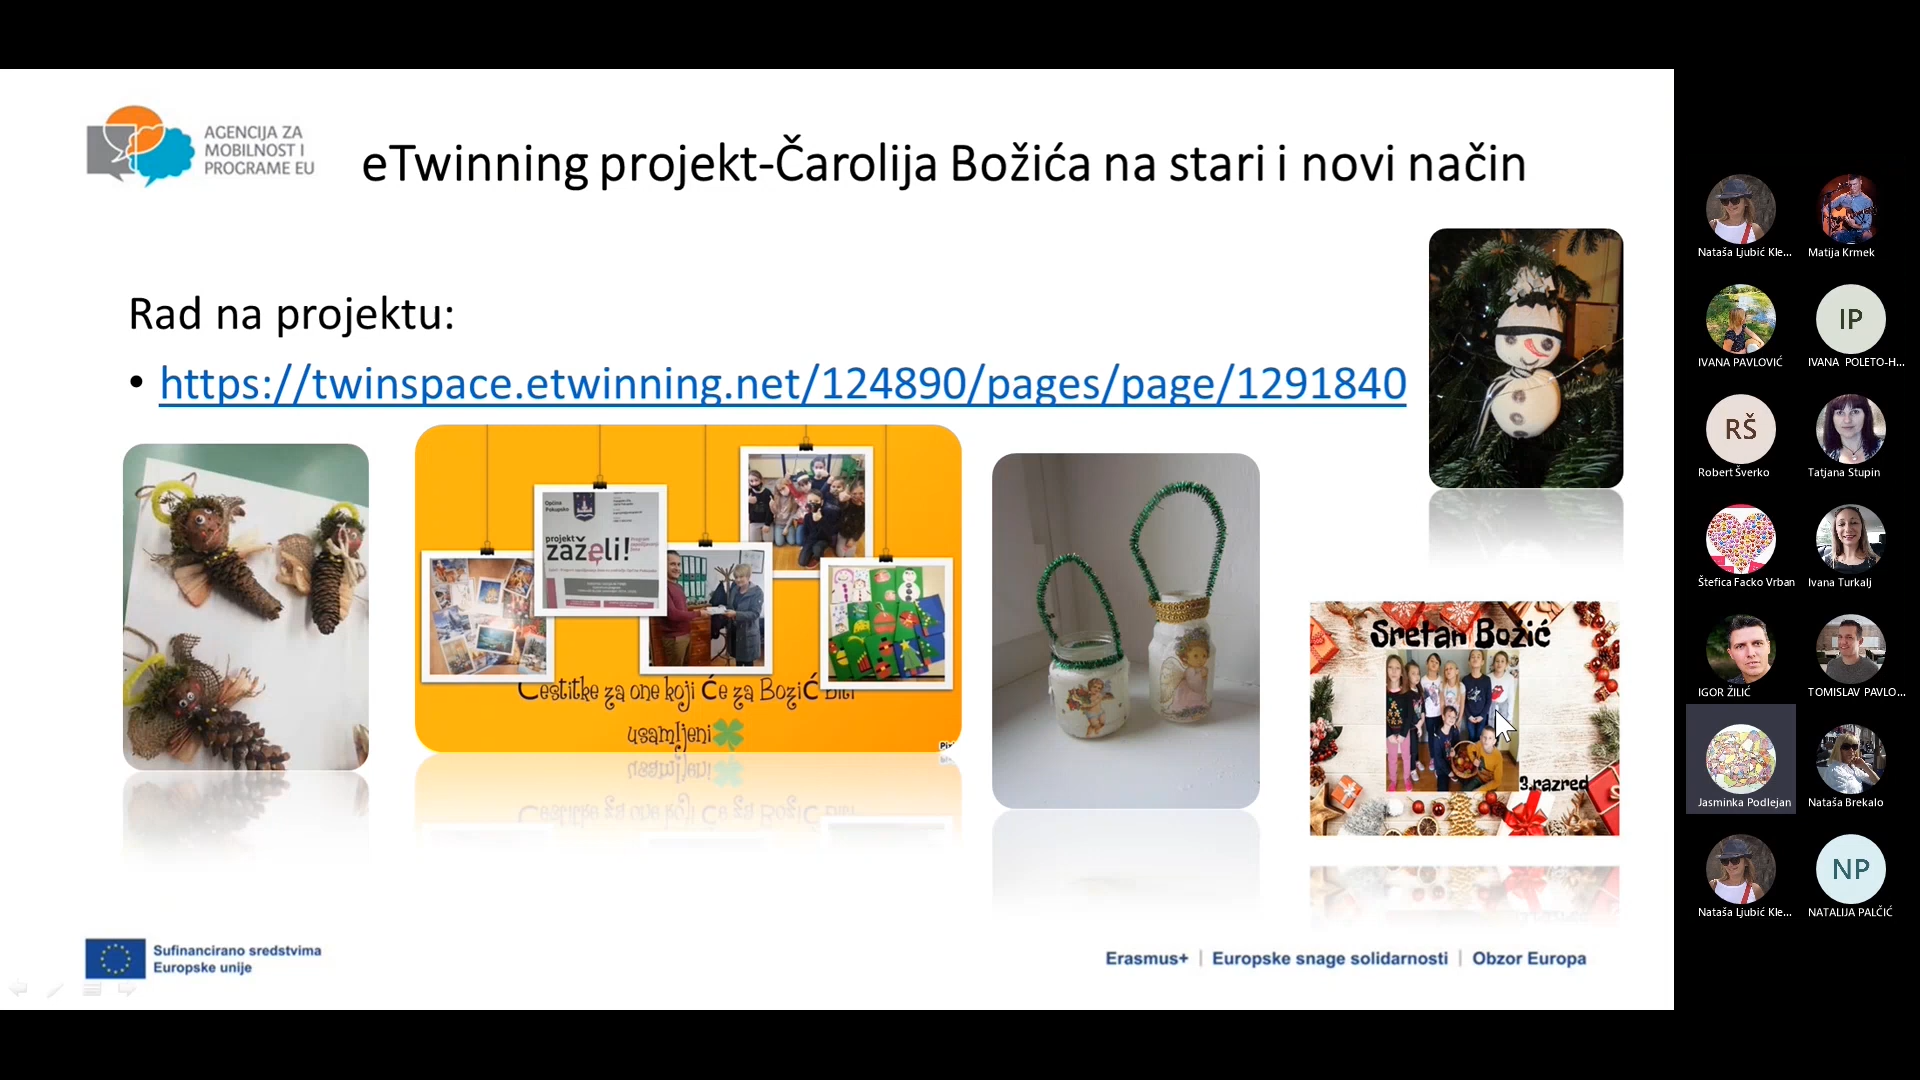 AGENCIJA ZA
MOBILNOST I
PROGRAME EU
eTwinning projekt-Čarolija Božića na stari i novi način
Rad na projektu:
• https://twinspace.etwinning.net/124890/pages/page/1291840
Općina
Pokupsko
projekt
zaželi!
Čestitke za one koji će za Božić biti
usamljeni
Sretan Božić
3.razred
Sufinancirano sredstvima
Europske unije
Erasmus+ | Europske snage solidarnosti | Obzor Europa
Nataša Ljubić Kle...
Matija Krmek
IVANA PAVLOVIĆ
IP
IVANA POLETO-H...
RŠ
Robert Šverko
Tatjana Stupin
Štefica Facko Vrban
Ivana Turkalj
IGOR ŽILIĆ
TOMISLAV PAVLO...
Jasminka Podlejan
Nataša Brekalo
Nataša Ljubić Kle...
NP
NATALIJA PALČIĆ